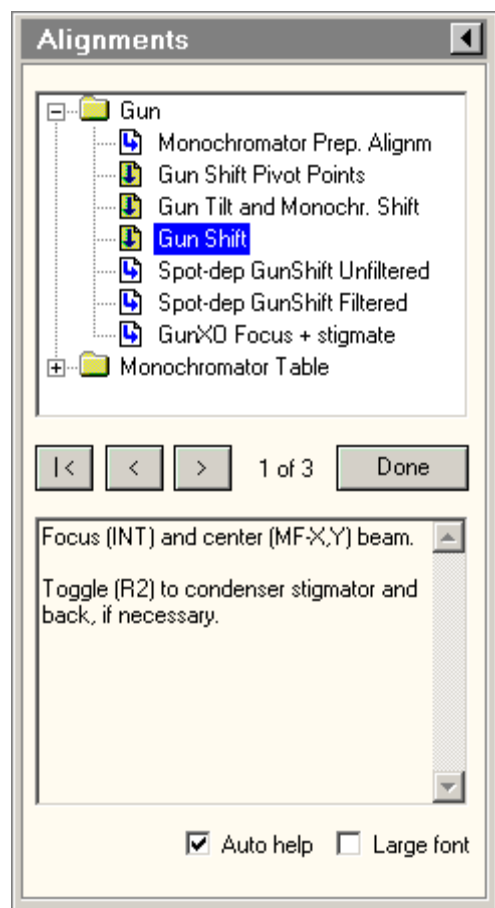 Alignments
Gun
Monochromator Prep. Alignm
Gun Shift Pivot Points
Gun Tilt and Monochr. Shift
Gun Shift
Spot-dep GunShift Unfiltered
Spot-dep GunShift Filtered
GunXO Focus + stigmate
Monochromator Table
|< < > 1 of 3 Done
Focus (INT) and center (MF-X,Y) beam.
Toggle (R2) to condenser stigmator and
back, if necessary.
Auto help Large font